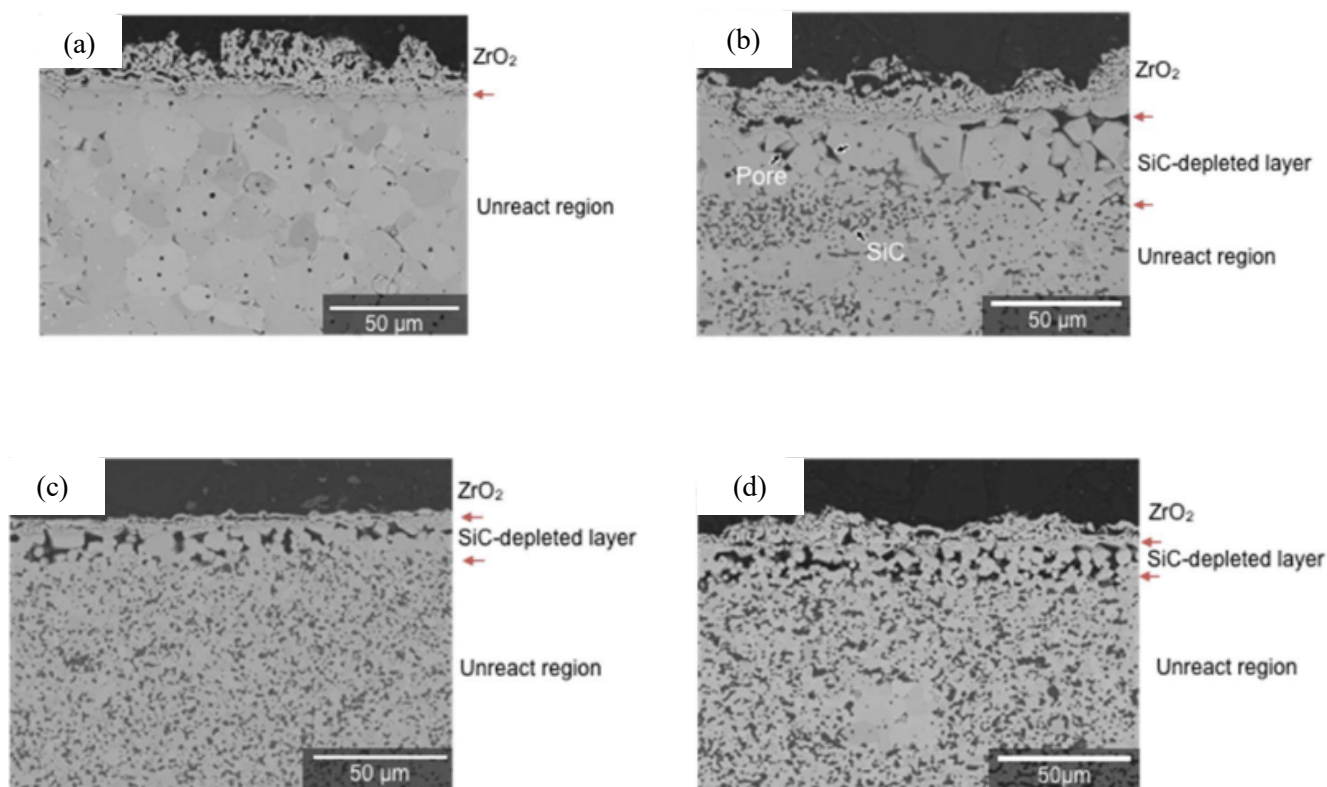 (a)
ZrO₂
Unreact region
50 µm
(b)
ZrO₂
SiC-depleted layer
Pore
SiC
Unreact region
50 µm
(c)
ZrO₂
SiC-depleted layer
Unreact region
50 µm
(d)
ZrO₂
SiC-depleted layer
Unreact region
50µm